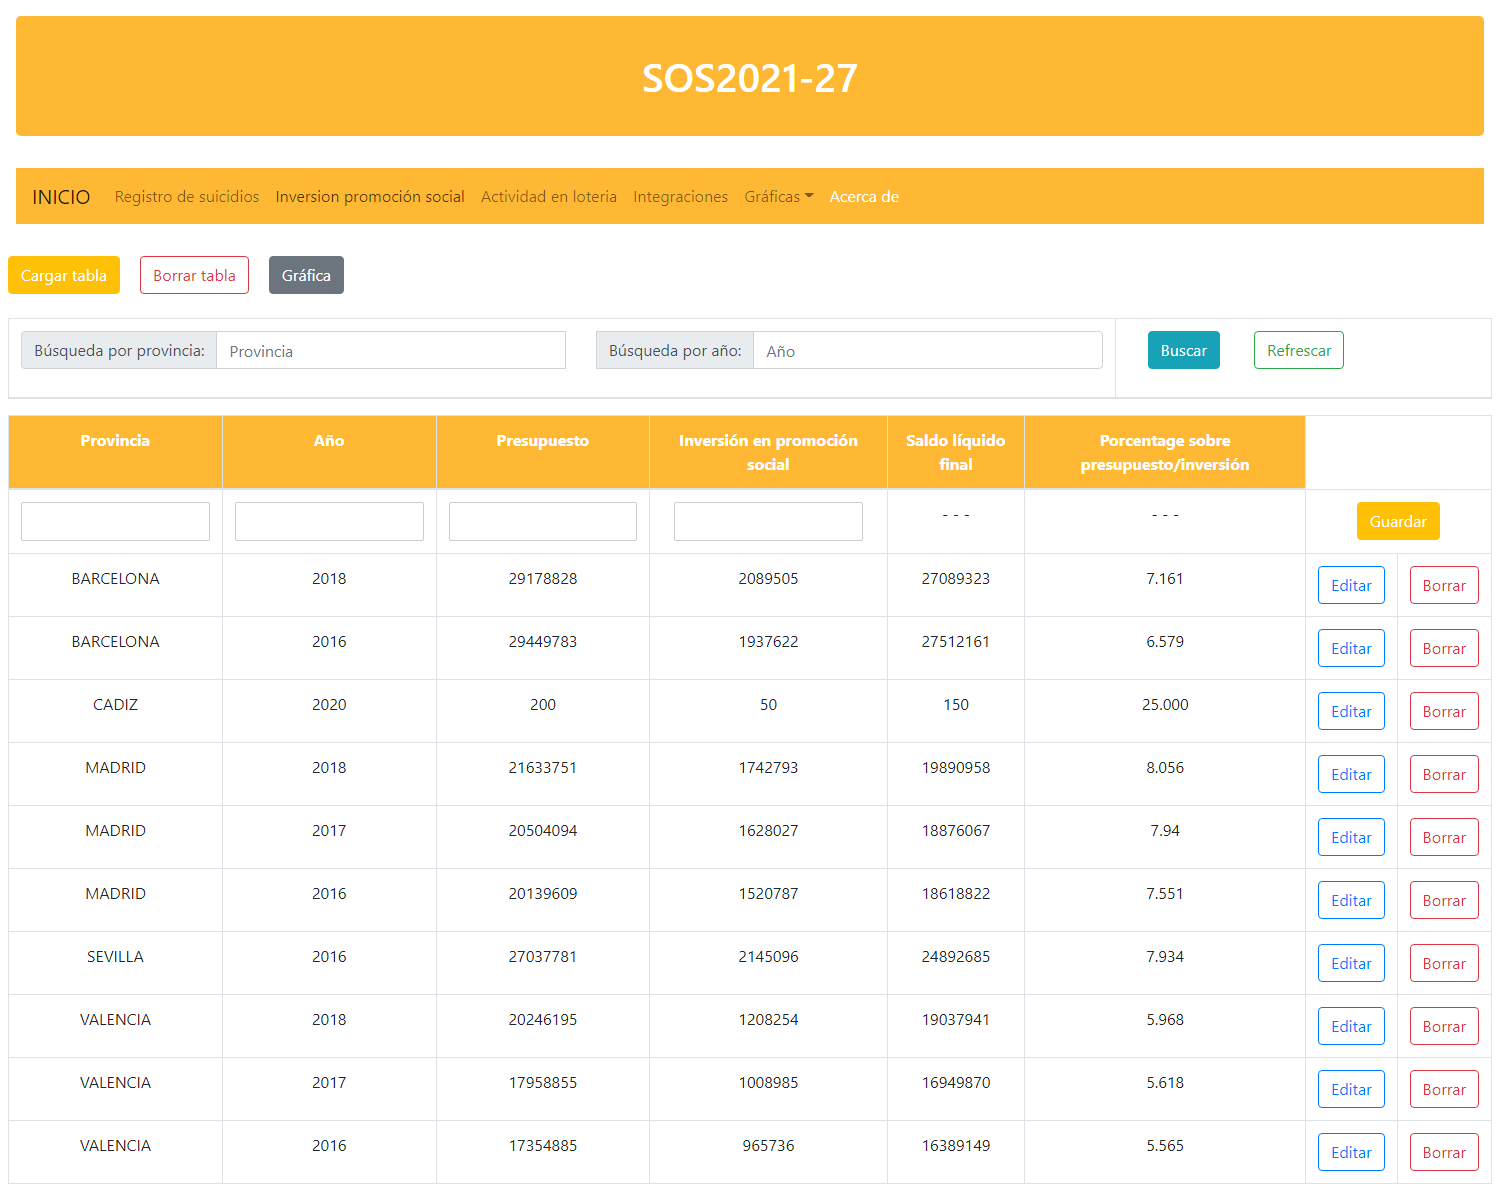 SOS2021-27
INICIO Registro de suicidios Inversion promoción social Actividad en loteria Integraciones Gráficas Acerca de
Cargar tabla Borrar tabla Gráfica
Búsqueda por provincia: Provincia Búsqueda por año: Año Buscar Refrescar
Provincia Año Presupuesto Inversión en promoción social Saldo líquido final Porcentage sobre presupuesto/inversión
- - - - - - Guardar
BARCELONA 2018 29178828 2089505 27089323 7.161 Editar Borrar
BARCELONA 2016 29449783 1937622 27512161 6.579 Editar Borrar
CADIZ 2020 200 50 150 25.000 Editar Borrar
MADRID 2018 21633751 1742793 19890958 8.056 Editar Borrar
MADRID 2017 20504094 1628027 18876067 7.94 Editar Borrar
MADRID 2016 20139609 1520787 18618822 7.551 Editar Borrar
SEVILLA 2016 27037781 2145096 24892685 7.934 Editar Borrar
VALENCIA 2018 20246195 1208254 19037941 5.968 Editar Borrar
VALENCIA 2017 17958855 1008985 16949870 5.618 Editar Borrar
VALENCIA 2016 17354885 965736 16389149 5.565 Editar Borrar